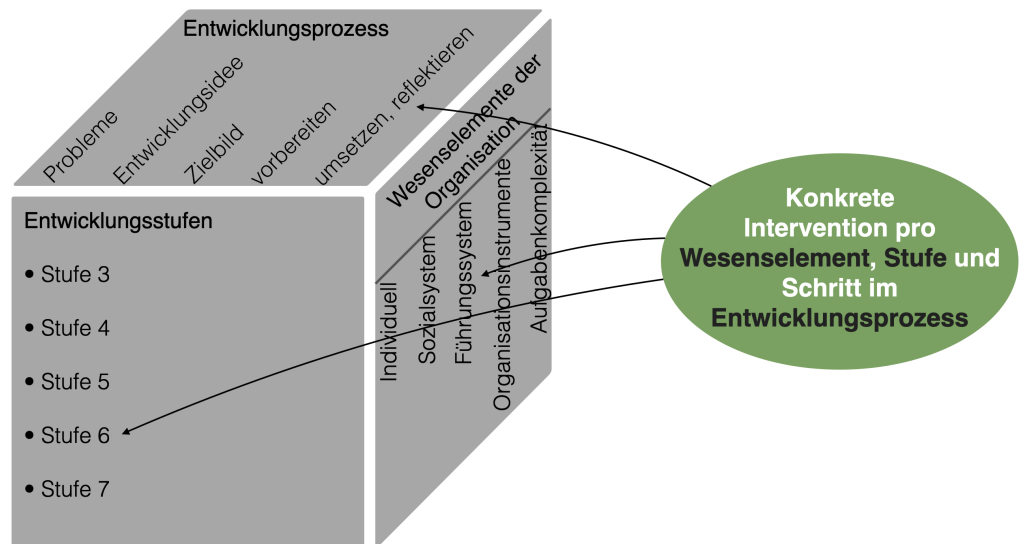 Entwicklungsprozess
Probleme
Entwicklungsidee
Zielbild
vorbereiten
umsetzen, reflektieren
Wesenselemente der
Organisation
Individuell
Sozialsystem
Führungssystem
Organisationsinstrumente
Aufgabenkomplexität
Entwicklungsstufen
• Stufe 3
• Stufe 4
• Stufe 5
• Stufe 6
• Stufe 7
Konkrete
Intervention pro
Wesenselement, Stufe und
Schritt im
Entwicklungsprozess